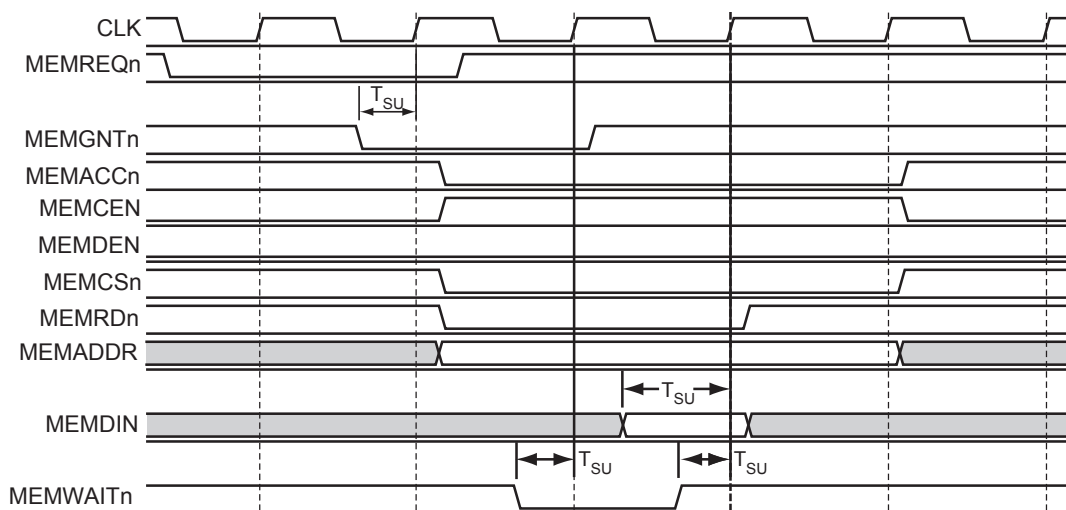 CLK
MEMREQn
TSU
MEMGNTn
MEMACCn
MEMCEN
MEMDEN
MEMCSn
MEMRDn
MEMADDR
TSU
MEMDIN
TSU TSU
MEMWAITn